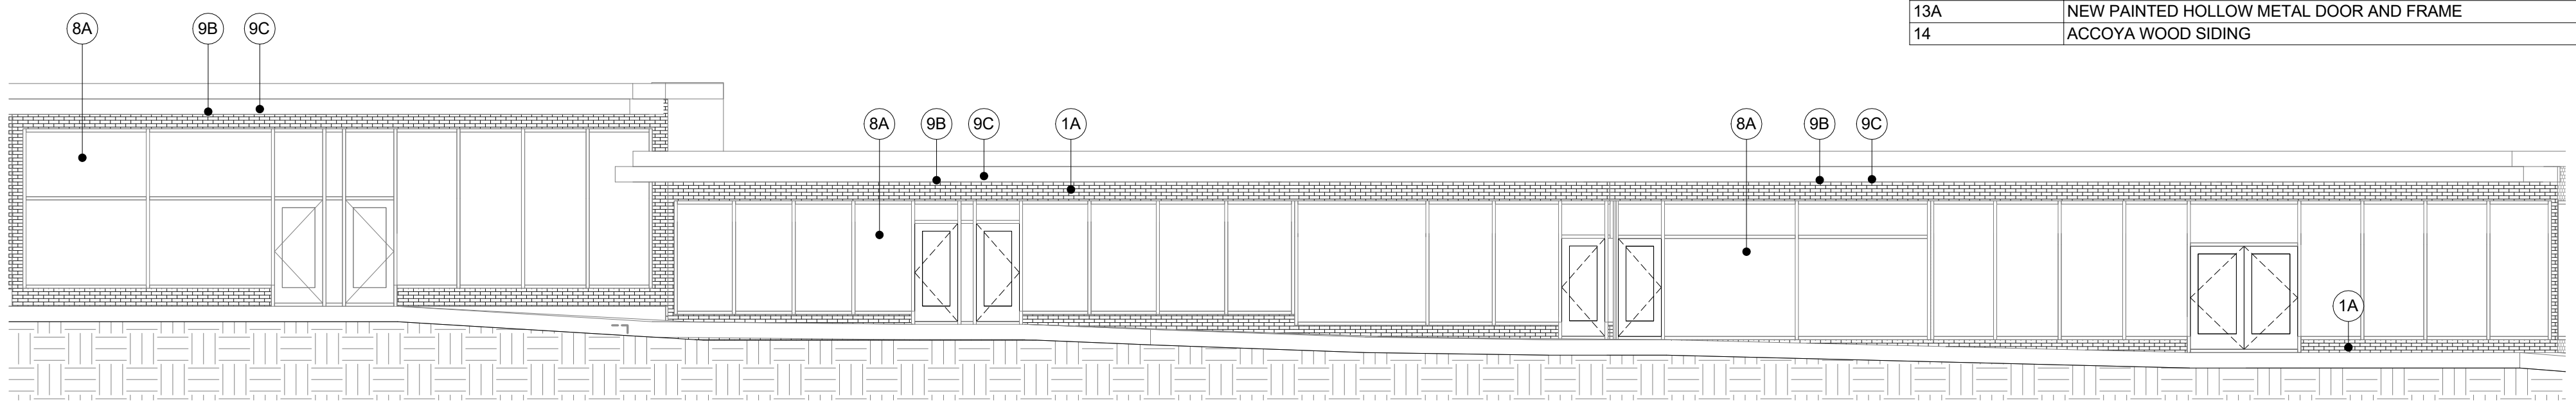 13A NEW PAINTED HOLLOW METAL DOOR AND FRAME
14 ACCOYA WOOD SIDING
8A 9B 9C
8A 9B 9C 1A 8A 9B 9C
1A